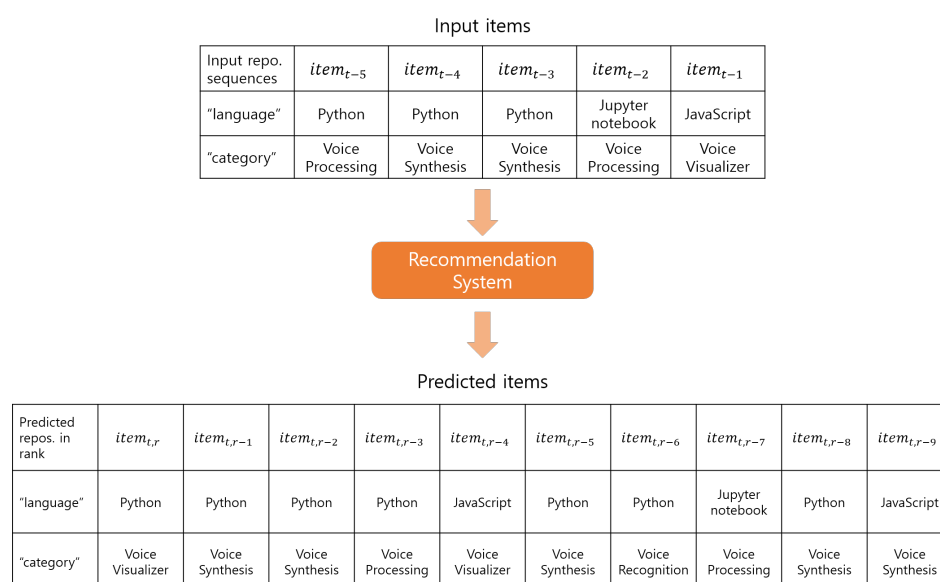 Input items
Input repo. sequences item_{t-5} item_{t-4} item_{t-3} item_{t-2} item_{t-1}
"language" Python Python Python Jupyter notebook JavaScript
"category" Voice Processing Voice Synthesis Voice Synthesis Voice Processing Voice Visualizer
Recommendation
System
Predicted items
Predicted repos. in rank item_{t,r} item_{t,r-1} item_{t,r-2} item_{t,r-3} item_{t,r-4} item_{t,r-5} item_{t,r-6} item_{t,r-7} item_{t,r-8} item_{t,r-9}
"language" Python Python Python Python JavaScript Python Python Jupyter notebook Python JavaScript
"category" Voice Visualizer Voice Synthesis Voice Synthesis Voice Processing Voice Visualizer Voice Synthesis Voice Recognition Voice Processing Voice Synthesis Voice Synthesis